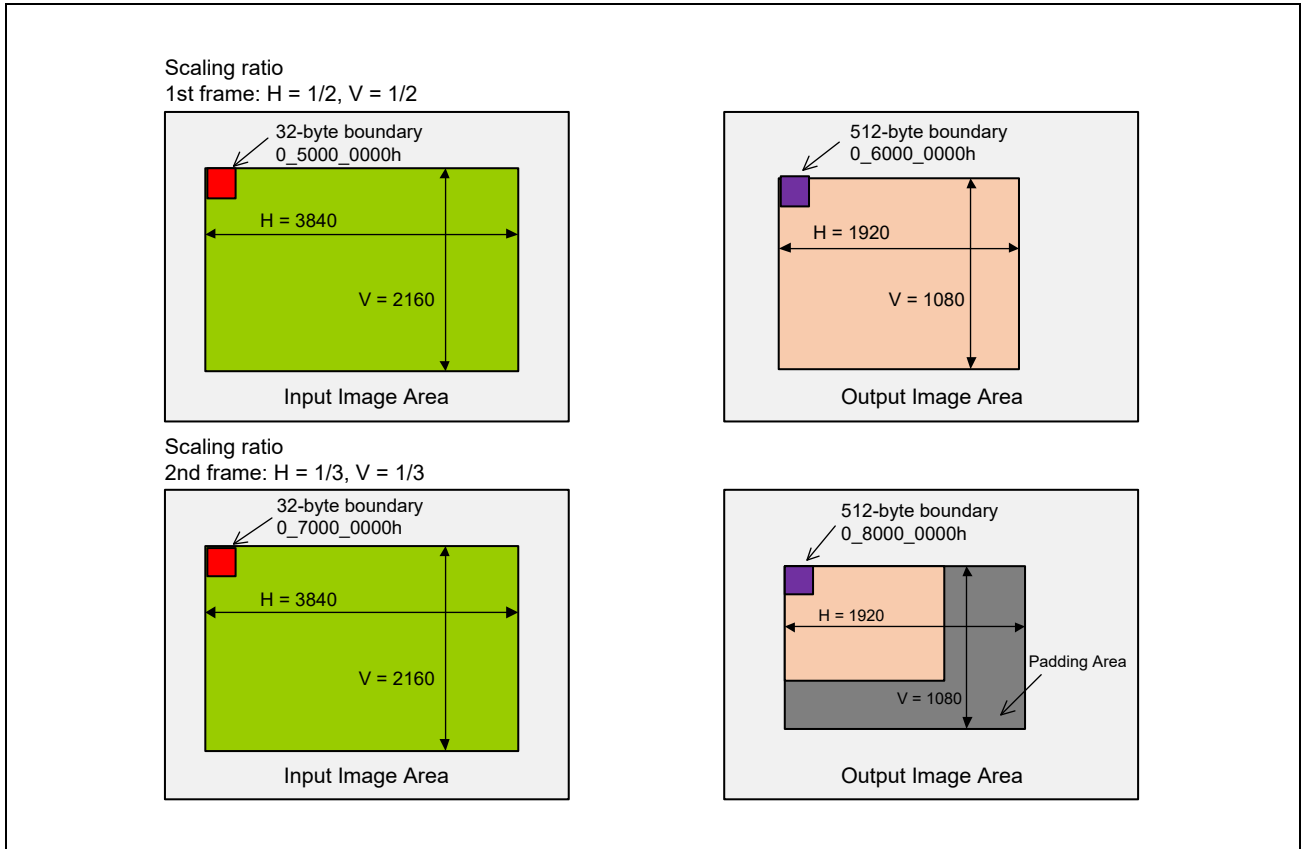 Scaling ratio
1st frame: H = 1/2, V = 1/2
32-byte boundary
0_5000_0000h
H = 3840
V = 2160
Input Image Area
512-byte boundary
0_6000_0000h
H = 1920
V = 1080
Output Image Area
Scaling ratio
2nd frame: H = 1/3, V = 1/3
32-byte boundary
0_7000_0000h
H = 3840
V = 2160
Input Image Area
512-byte boundary
0_8000_0000h
H = 1920
Padding Area
V = 1080
Output Image Area